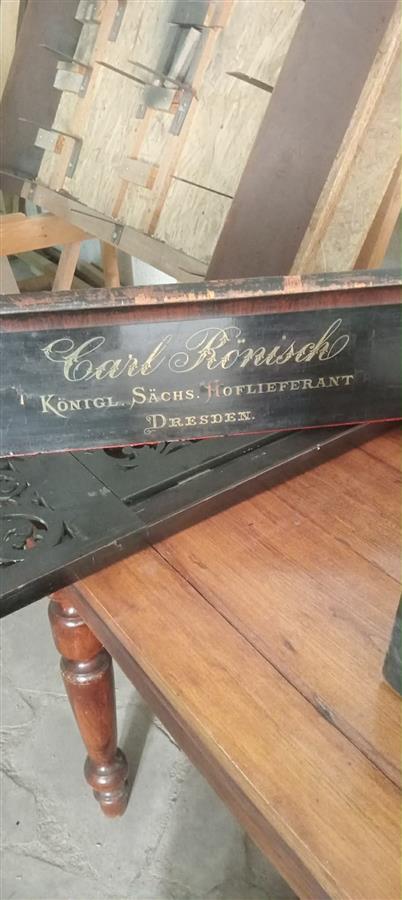 Carl Rönisch
KÖNIGL. SÄCHS. HOFLIEFERANT
DRESDEN.